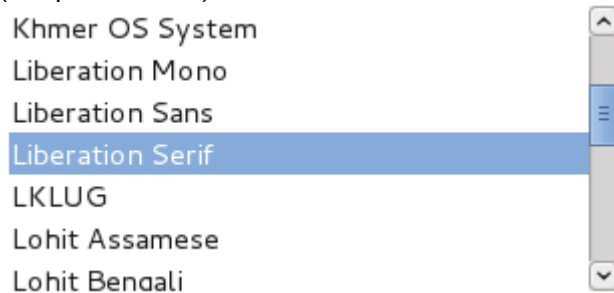 Khmer OS System
Liberation Mono
Liberation Sans
Liberation Serif
LKLUG
Lohit Assamese
Lohit Bengali